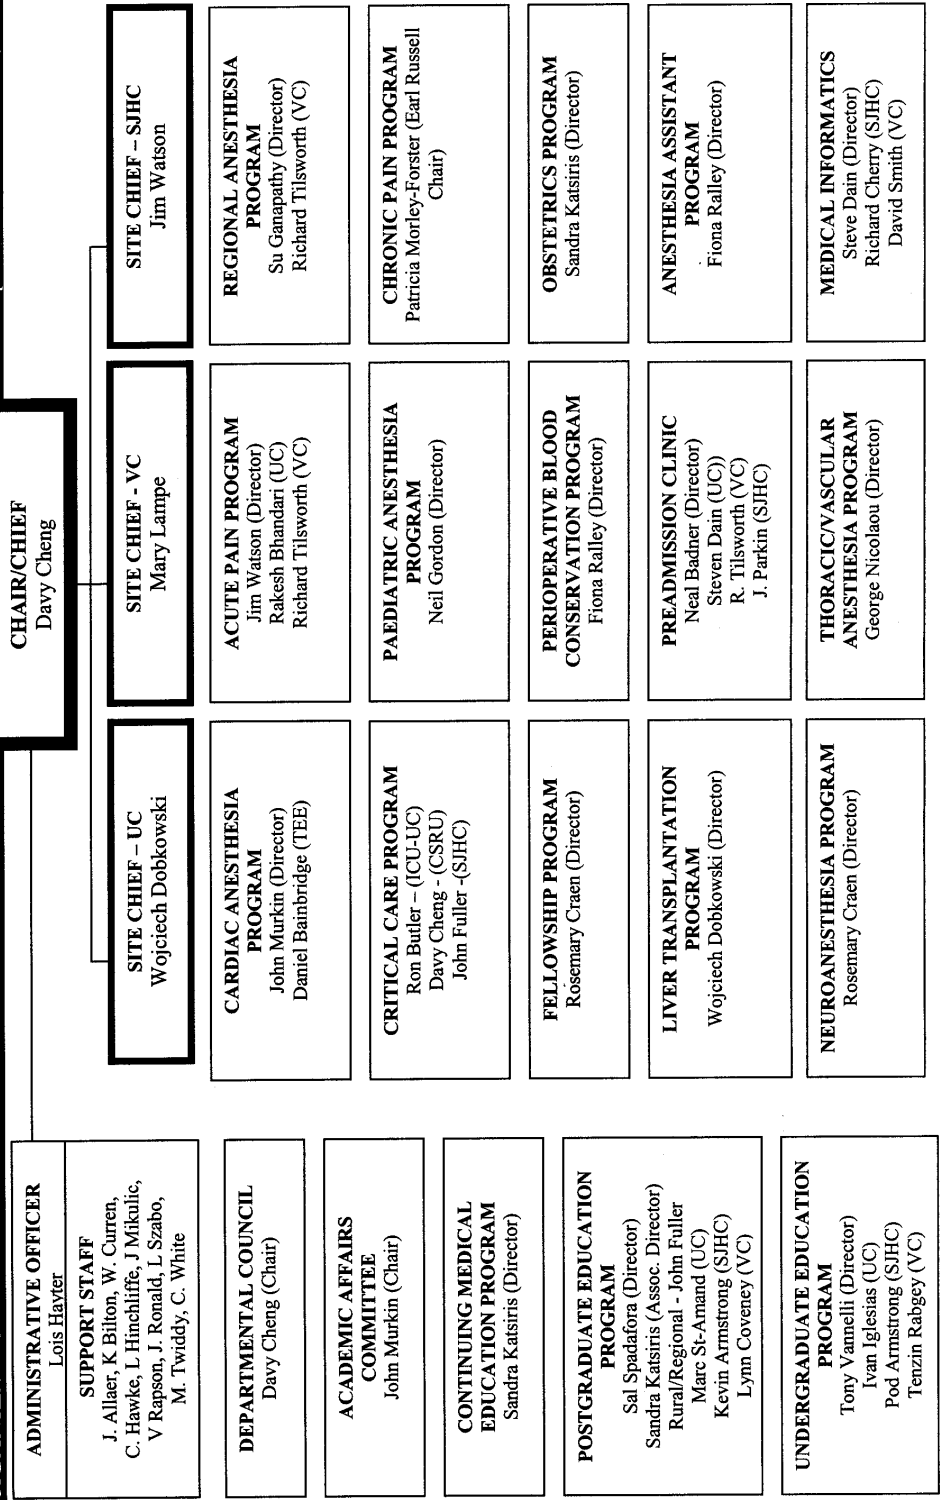 CHAIR/CHIEF
Davy Cheng
ADMINISTRATIVE OFFICER
Lois Hayter
SUPPORT STAFF
J. Allaer, K Bilton, W. Curren,
C. Hawke, L Hinchliffe, J Mikulic,
V Rapson, J. Ronald, L Szabo,
M. Twiddy, C. White
SITE CHIEF – UC
Wojciech Dobkowski
SITE CHIEF - VC
Mary Lampe
SITE CHIEF – SJHC
Jim Watson
DEPARTMENTAL COUNCIL
Davy Cheng (Chair)
CARDIAC ANESTHESIA
PROGRAM
John Murkin (Director)
Daniel Bainbridge (TEE)
ACUTE PAIN PROGRAM
Jim Watson (Director)
Rakesh Bhandari (UC)
Richard Tilsworth (VC)
REGIONAL ANESTHESIA
PROGRAM
Su Ganapathy (Director)
Richard Tilsworth (VC)
ACADEMIC AFFAIRS
COMMITTEE
John Murkin (Chair)
CRITICAL CARE PROGRAM
Ron Butler – (ICU-UC)
Davy Cheng - (CSRU)
John Fuller -(SJHC)
PAEDIATRIC ANESTHESIA
PROGRAM
Neil Gordon (Director)
CHRONIC PAIN PROGRAM
Patricia Morley-Forster (Earl Russell
Chair)
CONTINUING MEDICAL
EDUCATION PROGRAM
Sandra Katsiris (Director)
FELLOWSHIP PROGRAM
Rosemary Craen (Director)
PERIOPERATIVE BLOOD
CONSERVATION PROGRAM
Fiona Ralley (Director)
OBSTETRICS PROGRAM
Sandra Katsiris (Director)
POSTGRADUATE EDUCATION
PROGRAM
Sal Spadafora (Director)
Sandra Katsiris (Assoc. Director)
Rural/Regional - John Fuller
Marc St-Amand (UC)
Kevin Armstrong (SJHC)
Lynn Coveney (VC)
LIVER TRANSPLANTATION
PROGRAM
Wojciech Dobkowski (Director)
PREADMISSION CLINIC
Neal Badner (Director)
Steven Dain (UC))
R. Tilsworth (VC)
J. Parkin (SJHC)
ANESTHESIA ASSISTANT
PROGRAM
Fiona Ralley (Director)
UNDERGRADUATE EDUCATION
PROGRAM
Tony Vannelli (Director)
Ivan Iglesias (UC)
Pod Armstrong (SJHC)
Tenzin Rabgey (VC)
NEUROANESTHESIA PROGRAM
Rosemary Craen (Director)
THORACIC/VASCULAR
ANESTHESIA PROGRAM
George Nicolaou (Director)
MEDICAL INFORMATICS
Steve Dain (Director)
Richard Cherry (SJHC)
David Smith (VC)